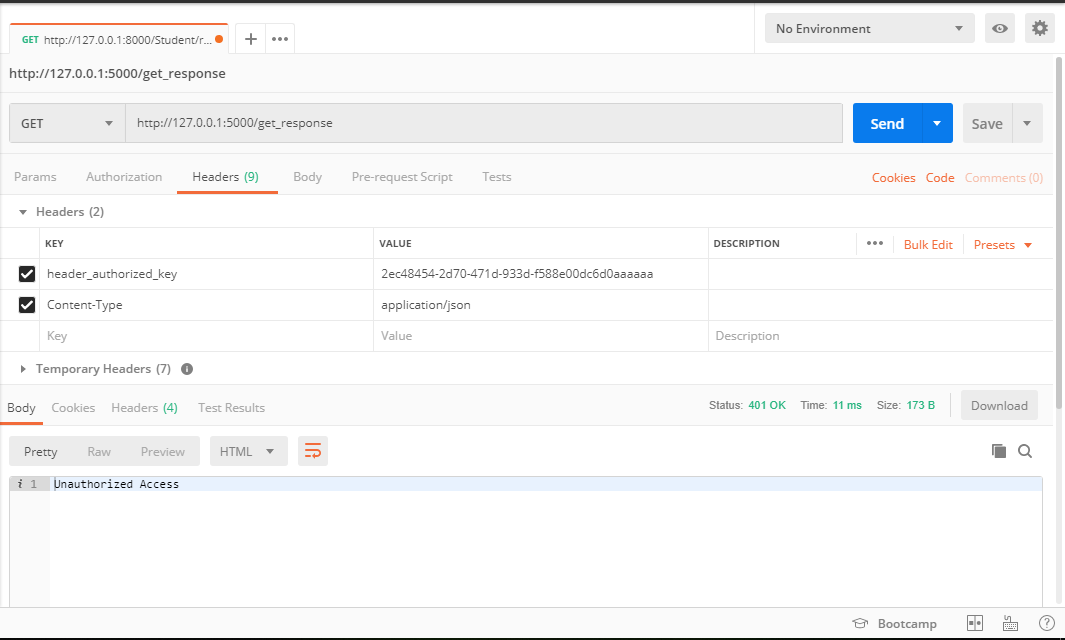 GET http://127.0.0.1:8000/Student/r...
No Environment
http://127.0.0.1:5000/get_response
GET http://127.0.0.1:5000/get_response Send Save
Params Authorization Headers (9) Body Pre-request Script Tests Cookies Code Comments (0)
Headers (2)
KEY VALUE DESCRIPTION ••• Bulk Edit Presets
header_authorized_key 2ec48454-2d70-471d-933d-f588e00dc6d0aaaaaa
Content-Type application/json
Key Value Description
Temporary Headers (7) i
Body Cookies Headers (4) Test Results Status: 401 OK Time: 11 ms Size: 173 B Download
Pretty Raw Preview HTML
i 1 Unauthorized Access
Bootcamp ?